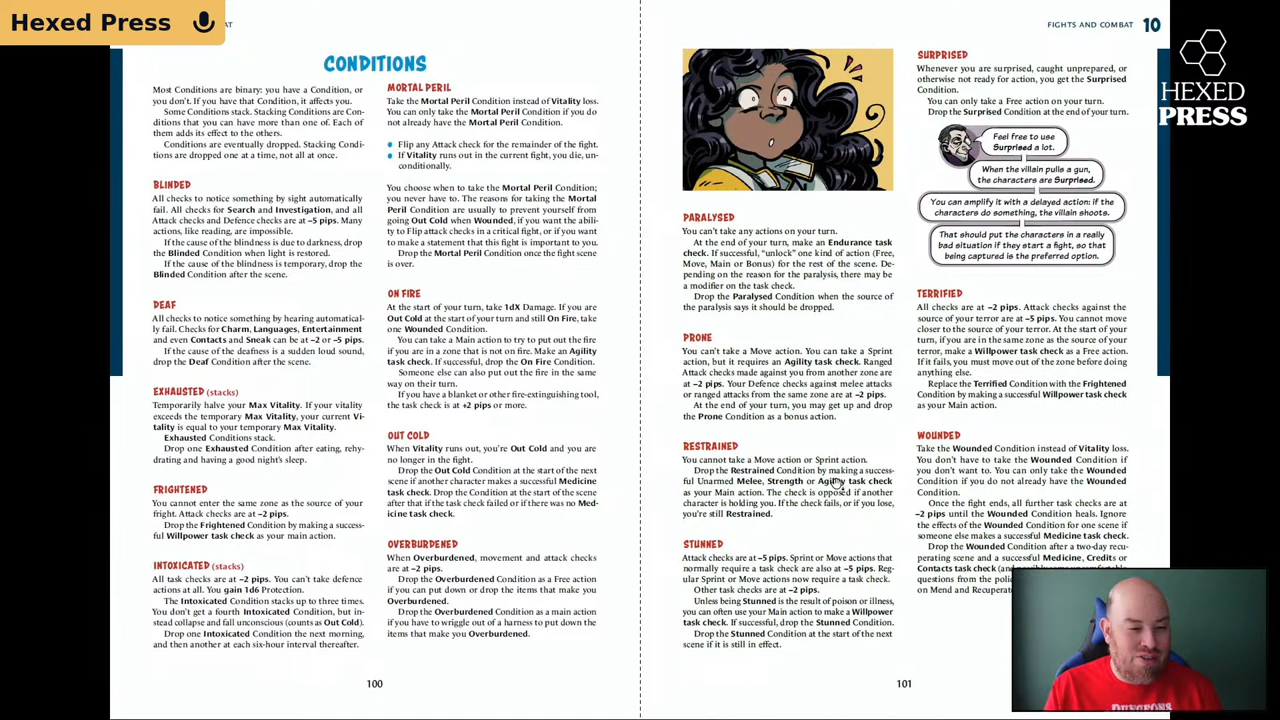 Hexed Press
AT
CONDITIONS
Most Conditions are binary: you have a Condition, or
you don't. If you have that Condition, it affects you.
Some Conditions stack. Stacking Conditions are Con-
ditions that you can have more than one of. Each of
them adds its effect to the others.
Conditions are eventually dropped. Stacking Condi-
tions are dropped one at a time, not all at once.
BLINDED
All checks to notice something by sight automatically
fail. All checks for Search and Investigation, and all
Attack checks and Defence checks are at –5 pips. Many
actions, like reading, are impossible.
If the cause of the blindness is due to darkness, drop
the Blinded Condition when light is restored.
If the cause of the blindness is temporary, drop the
Blinded Condition after the scene.
DEAF
All checks to notice something by hearing automatical-
ly fail. Checks for Charm, Languages, Entertainment
and even Contacts and Sneak can be at –2 or –5 pips.
If the cause of the deafness is a sudden loud sound,
drop the Deaf Condition after the scene.
EXHAUSTED (stacks)
Temporarily halve your Max Vitality. If your vitality
exceeds the temporary Max Vitality, your current Vi-
tality is equal to your temporary Max Vitality.
Exhausted Conditions stack.
Drop one Exhausted Condition after eating, rehy-
drating and having a good night's sleep.
FRIGHTENED
You cannot enter the same zone as the source of your
fright. Attack checks are at –2 pips.
Drop the Frightened Condition by making a success-
ful Willpower task check as your main action.
INTOXICATED (stacks)
All task checks are at –2 pips. You can't take defence
actions at all. You gain 1d6 Protection.
The Intoxicated Condition stacks up to three times.
You don't get a fourth Intoxicated Condition, but in-
stead collapse and fall unconscious (counts as Out Cold).
Drop one Intoxicated Condition the next morning,
and then another at each six-hour interval thereafter.
MORTAL PERIL
Take the Mortal Peril Condition instead of Vitality loss.
You can only take the Mortal Peril Condition if you do
not already have the Mortal Peril Condition.
● Flip any Attack check for the remainder of the fight.
● If Vitality runs out in the current fight, you die, un-
conditionally.
You choose when to take the Mortal Peril Condition;
you never have to. The reasons for taking the Mortal
Peril Condition are usually to prevent yourself from
going Out Cold when Wounded, if you want the abili-
ty to Flip attack checks in a critical fight, or if you want
to make a statement that this fight is important to you.
Drop the Mortal Peril Condition once the fight scene
is over.
ON FIRE
At the start of your turn, take 1dX Damage. If you are
Out Cold at the start of your turn and still On Fire, take
one Wounded Condition.
You can take a Main action to try to put out the fire
if you are in a zone that is not on fire. Make an Agility
task check. If successful, drop the On Fire Condition.
Someone else can also put out the fire in the same
way on their turn.
If you have a blanket or other fire-extinguishing tool,
the task check is at +2 pips or more.
OUT COLD
When Vitality runs out, you're Out Cold and you are
no longer in the fight.
Drop the Out Cold Condition at the start of the next
scene if another character makes a successful Medicine
task check. Drop the Condition at the start of the scene
after that if the task check failed or if there was no Med-
icine task check.
OVERBURDENED
When Overburdened, movement and attack checks
are at –2 pips.
Drop the Overburdened Condition as a Free action
if you can put down or drop the items that make you
Overburdened.
Drop the Overburdened Condition as a main action
if you have to wriggle out of a harness to put down the
items that make you Overburdened.
100
FIGHTS AND COMBAT 10
PARALYSED
You can't take any actions on your turn.
At the end of your turn, make an Endurance task
check. If successful, "unlock" one kind of action (Free,
Move, Main or Bonus) for the rest of the scene. De-
pending on the reason for the paralysis, there may be
a modifier on the task check.
Drop the Paralysed Condition when the source of
the paralysis says it should be dropped.
PRONE
You can't take a Move action. You can take a Sprint
action, but it requires an Agility task check. Ranged
Attack checks made against you from another zone are
at –2 pips. Your Defence checks against melee attacks
or ranged attacks from the same zone are at –2 pips.
At the end of your turn, you may get up and drop
the Prone Condition as a bonus action.
RESTRAINED
You cannot take a Move action or Sprint action.
Drop the Restrained Condition by making a success-
ful Unarmed Melee, Strength or Agility task check
as your Main action. The check is opposed if another
character is holding you. If the check fails, or if you lose,
you're still Restrained.
STUNNED
Attack checks are at –5 pips. Sprint or Move actions that
normally require a task check are also at –5 pips. Reg-
ular Sprint or Move actions now require a task check.
Other task checks are at –2 pips.
Unless being Stunned is the result of poison or illness,
you can often use your Main action to make a Willpower
task check. If successful, drop the Stunned Condition.
Drop the Stunned Condition at the start of the next
scene if it is still in effect.
SURPRISED
Whenever you are surprised, caught unprepared, or
otherwise not ready for action, you get the Surprised
Condition.
You can only take a Free action on your turn.
Drop the Surprised Condition at the end of your turn.
Feel free to use
Surprised a lot.
When the villain pulls a gun,
the characters are Surprised.
You can amplify it with a delayed action: if the
characters do something, the villain shoots.
That should put the characters in a really
bad situation if they start a fight, so that
being captured is the preferred option.
TERRIFIED
All checks are at –2 pips. Attack checks against the
source of your terror are at –5 pips. You cannot move
closer to the source of your terror. At the start of your
turn, if you are in the same zone as the source of your
terror, make a Willpower task check as a Free action.
If it fails, you must move out of the zone before doing
anything else.
Replace the Terrified Condition with the Frightened
Condition by making a successful Willpower task check
as your Main action.
WOUNDED
Take the Wounded Condition instead of Vitality loss.
You don't have to take the Wounded Condition if
you don't want to. You can only take the Wounded
Condition if you do not already have the Wounded
Condition.
Once the fight ends, all further task checks are at
–2 pips until the Wounded Condition heals. Ignore
the effects of the Wounded Condition for one scene if
someone else makes a successful Medicine task check.
Drop the Wounded Condition after a two-day recu-
perating scene and a successful Medicine, Credits or
Contacts task check (and
questions from the poli
on Mend and Recuperat
101
HEXED
PRESS